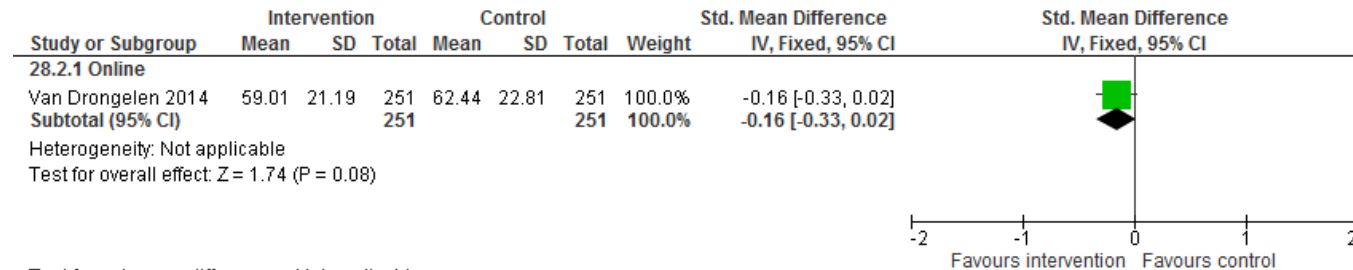 Intervention Control Std. Mean Difference Std. Mean Difference
Study or Subgroup Mean SD Total Mean SD Total Weight IV, Fixed, 95% CI IV, Fixed, 95% CI
28.2.1 Online
Van Drongelen 2014 59.01 21.19 251 62.44 22.81 251 100.0% -0.16 [-0.33, 0.02]
Subtotal (95% CI) 251 251 100.0% -0.16 [-0.33, 0.02]
Heterogeneity: Not applicable
Test for overall effect: Z = 1.74 (P = 0.08)
-2 -1 0 1 2
Favours intervention Favours control